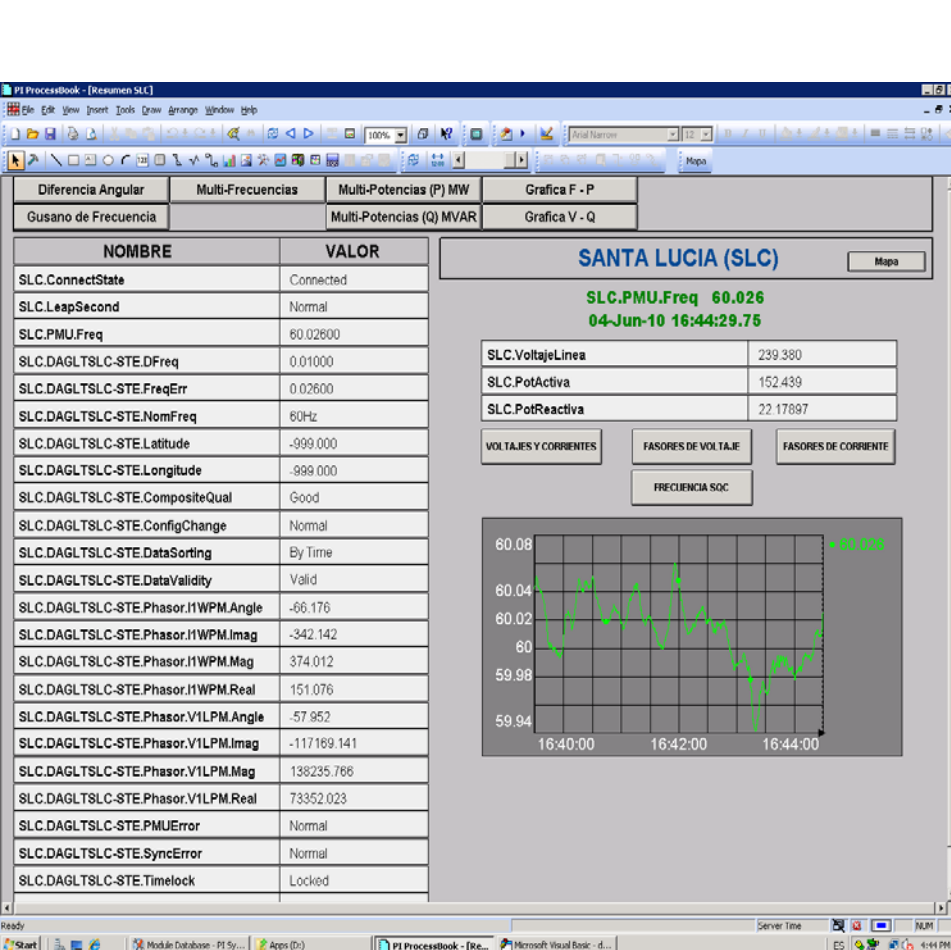 PI ProcessBook - [Resumen SLC]
File Edit View Insert Tools Draw Arrange Window Help
100% Arial Narrow 12
Mapa
Diferencia Angular Multi-Frecuencias Multi-Potencias (P) MW Grafica F - P
Gusano de Frecuencia Multi-Potencias (Q) MVAR Grafica V - Q
NOMBRE VALOR
SLC.ConnectState Connected
SLC.LeapSecond Normal
SLC.PMU.Freq 60.02600
SLC.DAGLTSLC-STE.DFreq 0.01000
SLC.DAGLTSLC-STE.FreqErr 0.02600
SLC.DAGLTSLC-STE.NomFreq 60Hz
SLC.DAGLTSLC-STE.Latitude -999.000
SLC.DAGLTSLC-STE.Longitude -999.000
SLC.DAGLTSLC-STE.CompositeQual Good
SLC.DAGLTSLC-STE.ConfigChange Normal
SLC.DAGLTSLC-STE.DataSorting By Time
SLC.DAGLTSLC-STE.DataValidity Valid
SLC.DAGLTSLC-STE.Phasor.I1WPM.Angle -66.176
SLC.DAGLTSLC-STE.Phasor.I1WPM.Imag -342.142
SLC.DAGLTSLC-STE.Phasor.I1WPM.Mag 374.012
SLC.DAGLTSLC-STE.Phasor.I1WPM.Real 151.076
SLC.DAGLTSLC-STE.Phasor.V1LPM.Angle -57.952
SLC.DAGLTSLC-STE.Phasor.V1LPM.Imag -117169.141
SLC.DAGLTSLC-STE.Phasor.V1LPM.Mag 138235.766
SLC.DAGLTSLC-STE.Phasor.V1LPM.Real 73352.023
SLC.DAGLTSLC-STE.PMUError Normal
SLC.DAGLTSLC-STE.SyncError Normal
SLC.DAGLTSLC-STE.Timelock Locked
SANTA LUCIA (SLC) Mapa
SLC.PMU.Freq 60.026
04-Jun-10 16:44:29.75
SLC.VoltajeLinea 239.380
SLC.PotActiva 152.439
SLC.PotReactiva 22.17897
VOLTAJES Y CORRIENTES FASORES DE VOLTAJE FASORES DE CORRIENTE
FRECUENCIA SQC
60.08 60.026
60.04
60.02
60
59.98
59.94
16:40:00 16:42:00 16:44:00
Ready Server Time NUM
Start Module Database - PI Sy... Apps (D:) PI ProcessBook - [Re... Microsoft Visual Basic - d... ES 4:44 PM